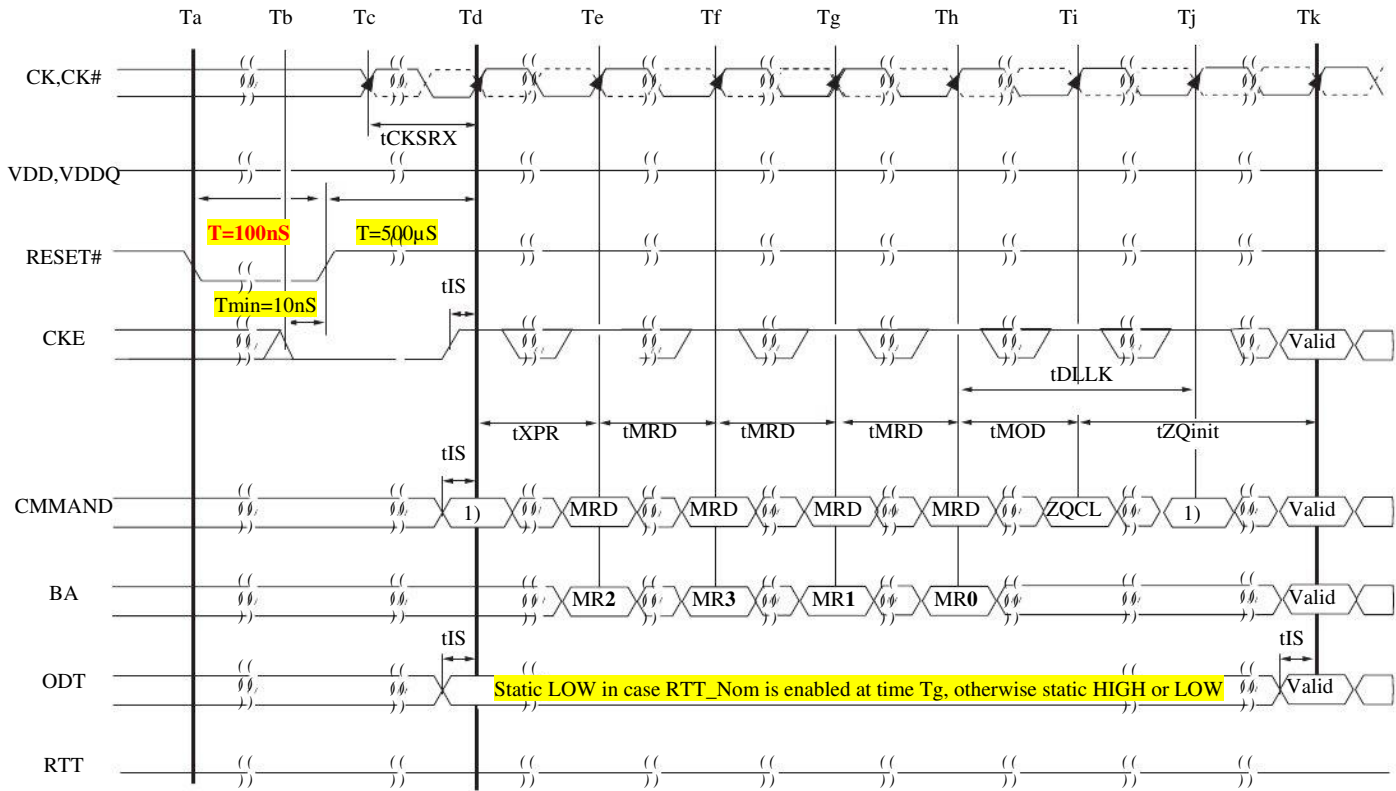 Ta Tb Tc Td Te Tf Tg Th Ti Tj Tk
CK,CK#
tCKSRX
VDD,VDDQ
T=100nS T=500µS
RESET#
Tmin=10nS tIS
CKE Valid
tDLLK
tXPR tMRD tMRD tMRD tMOD tZQinit
tIS
CMMAND 1) MRD MRD MRD MRD ZQCL 1) Valid
BA MR2 MR3 MR1 MR0 Valid
tIS tIS
ODT Static LOW in case RTT_Nom is enabled at time Tg, otherwise static HIGH or LOW Valid
RTT